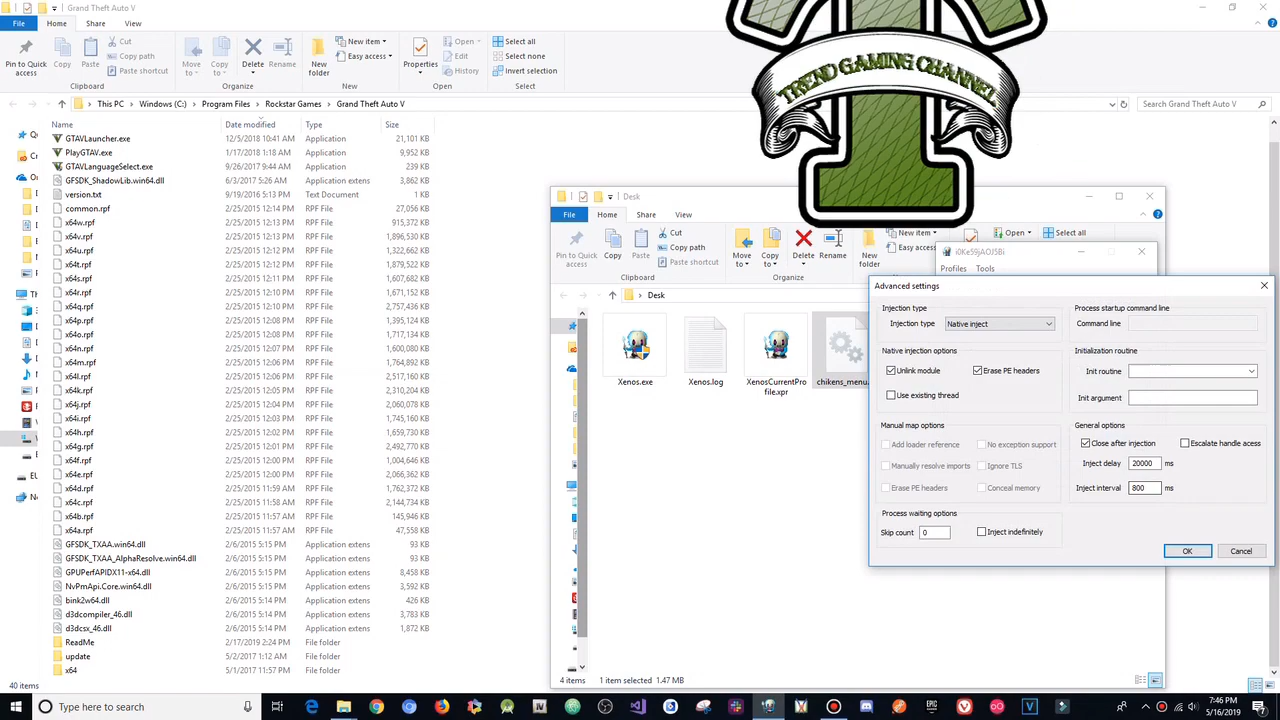 Grand Theft Auto V
File Home Share View
Pin to Quick access
Copy
Paste
Cut
Copy path
Paste shortcut
Clipboard
Move to
Copy to
Delete
Rename
Organize
New folder
New item
Easy access
New
Properties
Open
Edit
History
Open
Select all
Select none
Invert selection
Select
This PC > Windows (C:) > Program Files > Rockstar Games > Grand Theft Auto V
Search Grand Theft Auto V
Name Date modified Type Size
GTAVLauncher.exe 12/5/2018 10:41 AM Application 21,101 KB
PlayGTAV.exe 1/17/2018 1:18 AM Application 9,952 KB
GTAVLanguageSelect.exe 9/26/2017 9:44 AM Application 239 KB
GFSDK_ShadowLib.win64.dll 6/3/2017 5:26 AM Application extens 3,862 KB
version.txt 9/19/2016 5:13 PM Text Document 1 KB
common.rpf 2/25/2015 12:14 PM RPF File 27,056 KB
x64w.rpf 2/25/2015 12:13 PM RPF File 915,372 KB
x64v.rpf 2/25/2015 12:13 PM RPF File 1,896,530 KB
x64u.rpf 2/25/2015 12:12 PM RPF File 1,322,662 KB
x64t.rpf 2/25/2015 12:11 PM RPF File 1,879,522 KB
x64s.rpf 2/25/2015 12:11 PM RPF File 1,607,682 KB
x64r.rpf 2/25/2015 12:10 PM RPF File 1,671,152 KB
x64q.rpf 2/25/2015 12:10 PM RPF File 2,757,436 KB
x64p.rpf 2/25/2015 12:09 PM RPF File 1,395,124 KB
x64o.rpf 2/25/2015 12:07 PM RPF File 1,600,080 KB
x64n.rpf 2/25/2015 12:07 PM RPF File 1,659,104 KB
x64m.rpf 2/25/2015 12:07 PM RPF File 1,764,892 KB
x64l.rpf 2/25/2015 12:06 PM RPF File 2,517,160 KB
x64k.rpf 2/25/2015 12:05 PM RPF File 2,310,204 KB
x64j.rpf 2/25/2015 12:04 PM RPF File 2,060,078 KB
x64i.rpf 2/25/2015 12:03 PM RPF File 1,745,160 KB
x64h.rpf 2/25/2015 12:02 PM RPF File 1,659,730 KB
x64g.rpf 2/25/2015 12:01 PM RPF File 2,492,770 KB
x64f.rpf 2/25/2015 12:00 PM RPF File 1,004,646 KB
x64e.rpf 2/25/2015 12:00 PM RPF File 2,066,362 KB
x64d.rpf 2/25/2015 11:59 AM RPF File 1,762,372 KB
x64c.rpf 2/25/2015 11:59 AM RPF File 2,144,734 KB
x64b.rpf 2/25/2015 11:57 AM RPF File 145,946 KB
x64a.rpf 2/25/2015 11:57 AM RPF File 47,558 KB
GFSDK_TXAA.win64.dll 2/6/2015 5:15 PM Application extens 93 KB
GFSDK_TXAA_AlphaResolve.win64.dll 2/6/2015 5:15 PM Application extens 93 KB
GPUPerfAPIDX11-x64.dll 2/6/2015 5:15 PM Application extens 8,458 KB
NvPmApi.Core.win64.dll 2/6/2015 5:15 PM Application extens 3,592 KB
bink2w64.dll 2/6/2015 5:14 PM Application extens 426 KB
d3dcompiler_46.dll 2/6/2015 5:14 PM Application extens 3,783 KB
d3dcsx_46.dll 2/6/2015 5:14 PM Application extens 1,872 KB
ReadMe 2/17/2019 2:24 PM File folder
update 5/2/2017 1:12 AM File folder
x64 5/1/2017 11:57 PM File folder
40 items
TREND GAMING CHANNEL
Desk
File Home Share View
Pin to Quick access
Copy
Paste
Cut
Copy path
Paste shortcut
Clipboard
Move to
Copy to
Delete
Rename
Organize
New folder
New item
Easy access
Open
Select all
> Desk
Xenos.exe
Xenos.log
XenosCurrentProfile.xpr
chikens_menu.
4 items 1 item selected 1.47 MB
Profiles Tools
Advanced settings
Injection type
Injection type Native inject
Native injection options
Unlink module Erase PE headers
Use existing thread
Manual map options
Add loader reference No exception support
Manually resolve imports Ignore TLS
Erase PE headers Conceal memory
Process waiting options
Skip count 0 Inject indefinitely
Process startup command line
Command line
Initialization routine
Init routine
Init argument
General options
Close after injection Escalate handle acess
Inject delay 20000 ms
Inject interval 800 ms
OK Cancel
Type here to search
7:46 PM
5/16/2019